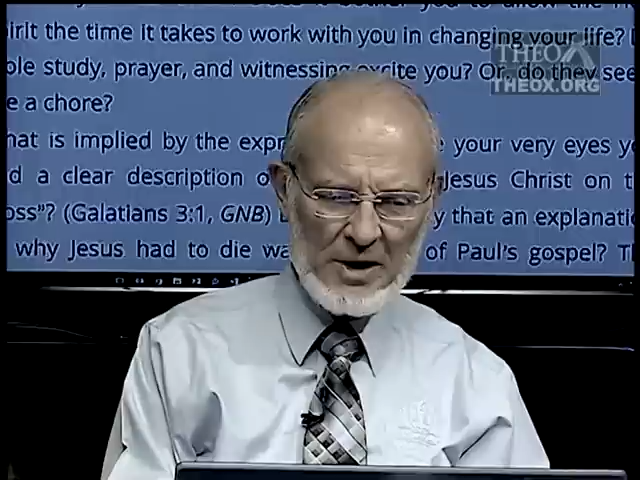 irit the time it takes to work with you in changing your life?
ble study, prayer, and witnessing excite you? Or, do they see
e a chore?
hat is implied by the expr your very eyes y
d a clear description o Jesus Christ on t
oss"? (Galatians 3:1, GNB) y that an explanatio
why Jesus had to die wa of Paul's gospel? T
THEO
THEOX.ORG